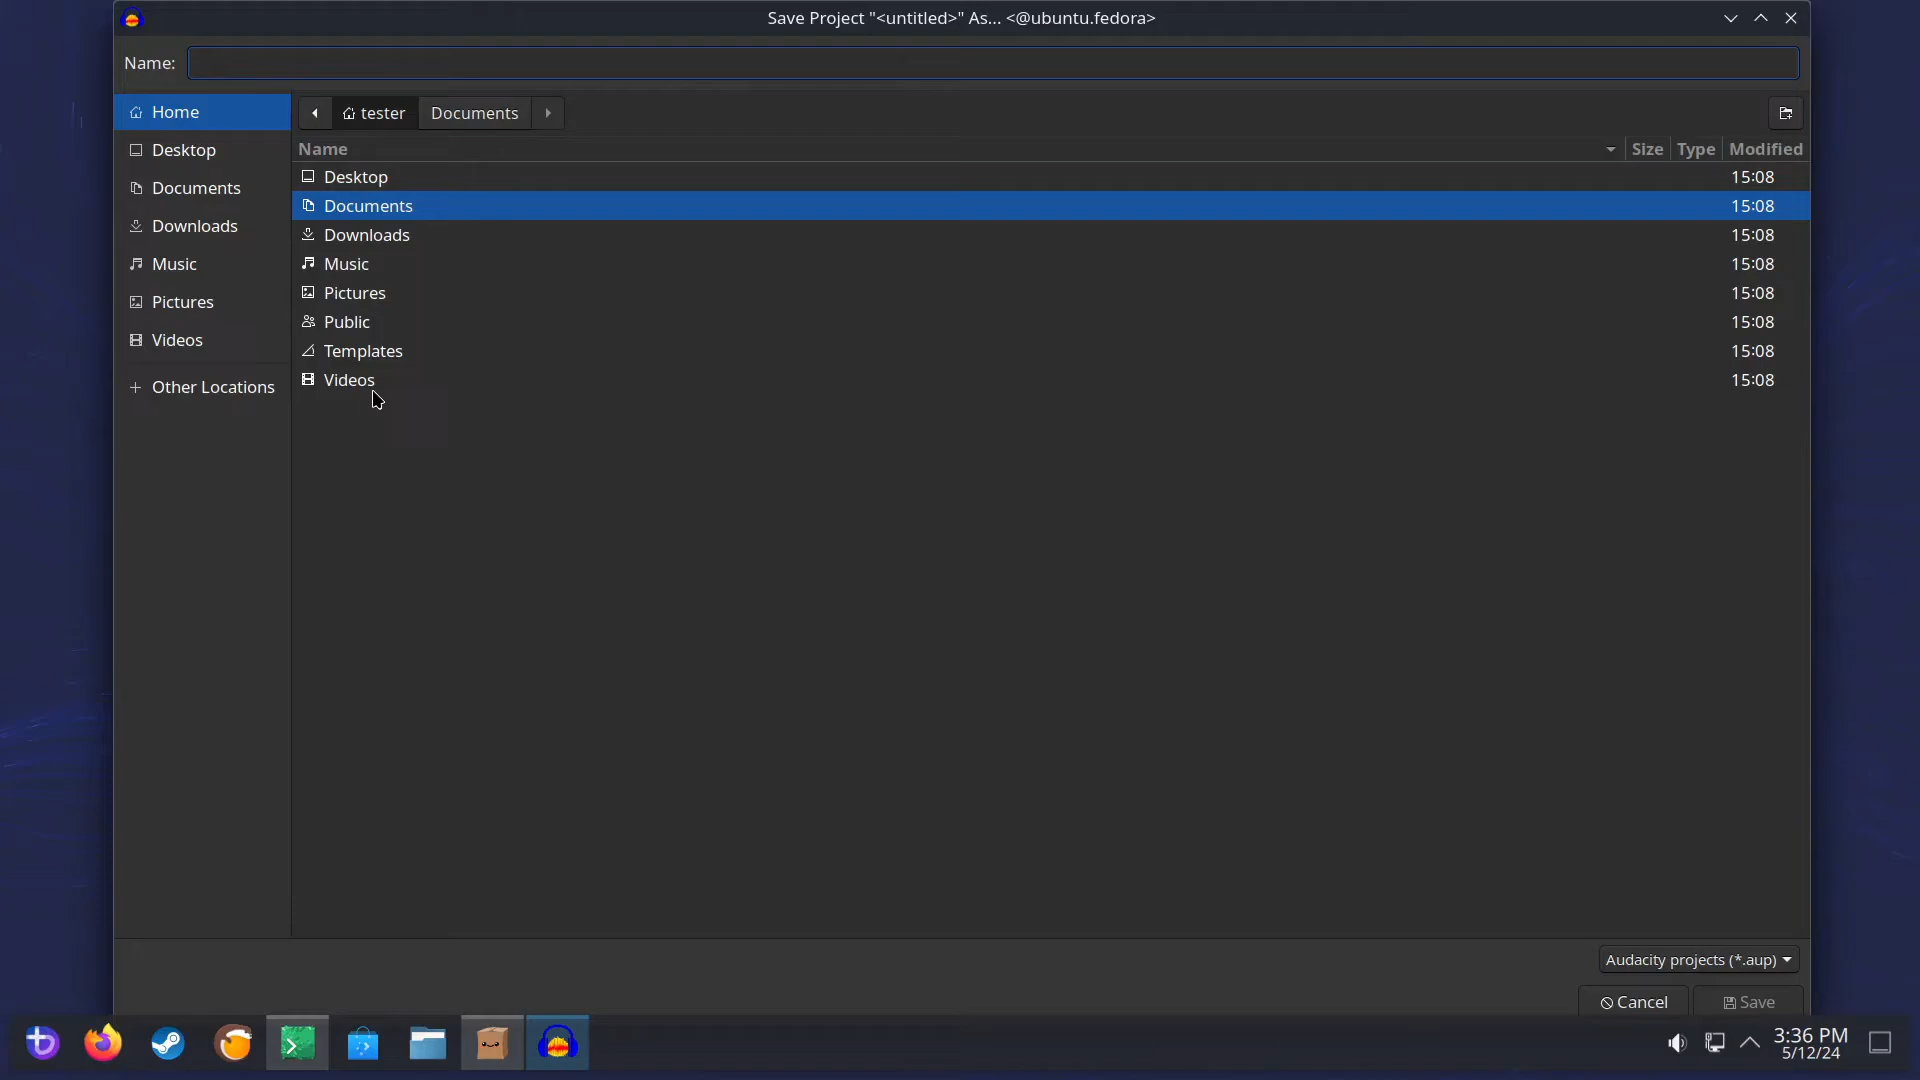 Save Project "<untitled>" As... <@ubuntu.fedora>
Name:
Home
Desktop
Documents
Downloads
Music
Pictures
Videos
Other Locations
tester Documents
Name Size Type Modified
Desktop 15:08
Documents 15:08
Downloads 15:08
Music 15:08
Pictures 15:08
Public 15:08
Templates 15:08
Videos 15:08
Audacity projects (*.aup)
Cancel Save
3:36 PM
5/12/24